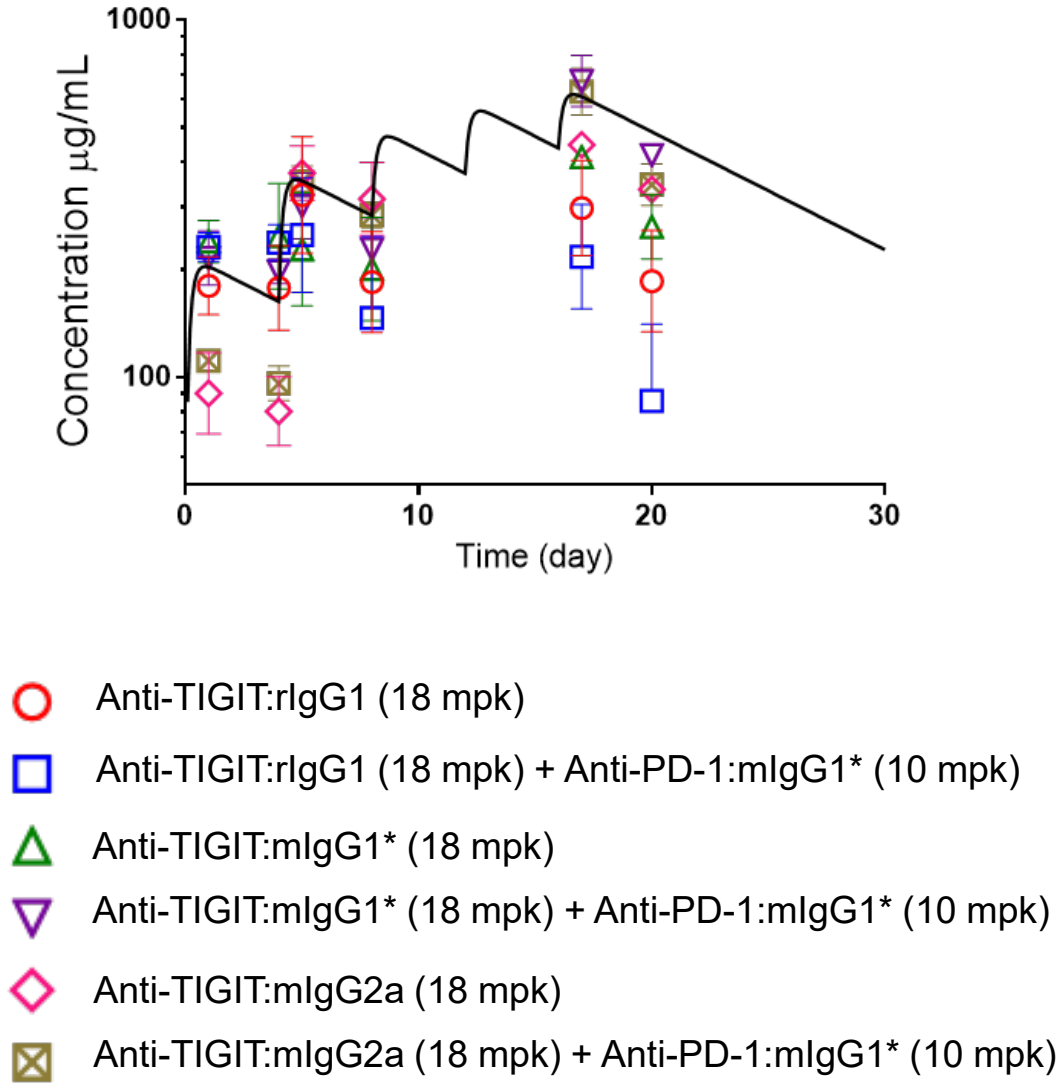 1000
100
Concentration μg/mL
0
10
20
30
Time (day)
Anti-TIGIT:rIgG1 (18 mpk)
Anti-TIGIT:rIgG1 (18 mpk) + Anti-PD-1:mIgG1* (10 mpk)
Anti-TIGIT:mIgG1* (18 mpk)
Anti-TIGIT:mIgG1* (18 mpk) + Anti-PD-1:mIgG1* (10 mpk)
Anti-TIGIT:mIgG2a (18 mpk)
Anti-TIGIT:mIgG2a (18 mpk) + Anti-PD-1:mIgG1* (10 mpk)